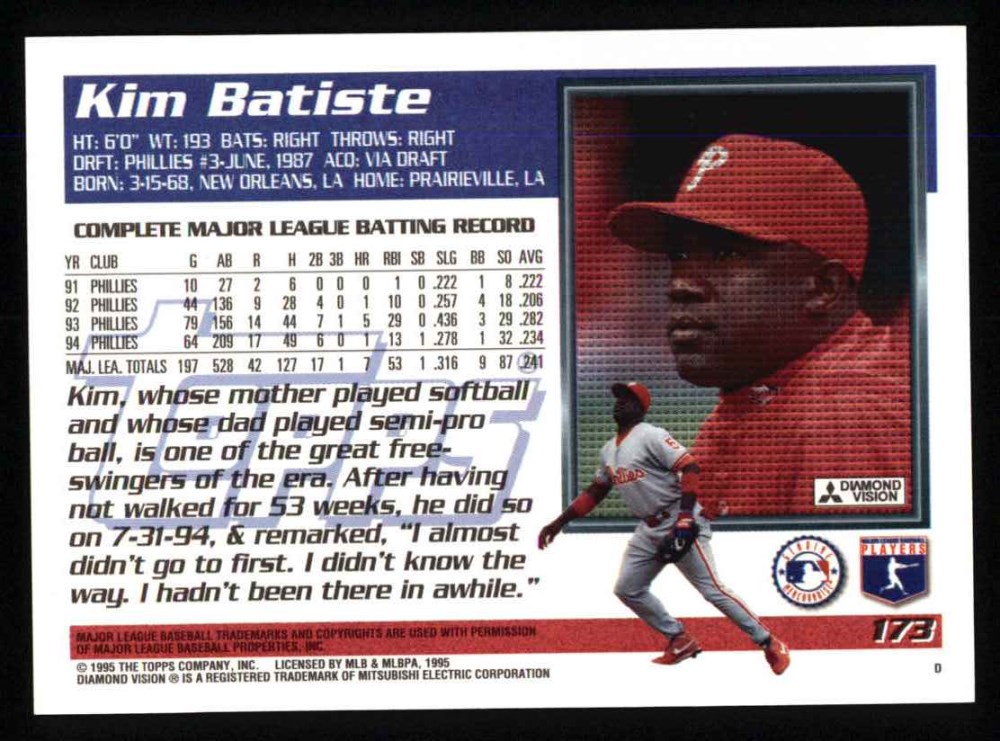 Kim Batiste
HT: 6'0" WT: 193 BATS: RIGHT THROWS: RIGHT
DRFT: PHILLIES #3-JUNE, 1987 ACQ: VIA DRAFT
BORN: 3-15-68, NEW ORLEANS, LA HOME: PRAIRIEVILLE, LA
COMPLETE MAJOR LEAGUE BATTING RECORD
YR CLUB G AB R H 2B 3B HR RBI SB SLG BB SO AVG
91 PHILLIES 10 27 2 6 0 0 0 1 0 .222 1 8 .222
92 PHILLIES 44 136 9 28 4 0 1 10 0 .257 4 18 .206
93 PHILLIES 79 156 14 44 7 1 5 29 0 .436 3 29 .282
94 PHILLIES 64 209 17 49 6 0 1 13 1 .278 1 32 .234
MAJ. LEA. TOTALS 197 528 42 127 17 1 7 53 1 .316 9 87 .241
Topps
Kim, whose mother played softball
and whose dad played semi-pro
ball, is one of the great free-
swingers of the era. After having
not walked for 53 weeks, he did so
on 7-31-94, & remarked, "I almost
didn't go to first. I didn't know the
way. I hadn't been there in awhile."
P
Phillies
DIAMOND
VISION
GENUINE
MERCHANDISE
MAJOR LEAGUE BASEBALL
PLAYERS
173
MAJOR LEAGUE BASEBALL TRADEMARKS AND COPYRIGHTS ARE USED WITH PERMISSION
OF MAJOR LEAGUE BASEBALL PROPERTIES, INC.
© 1995 THE TOPPS COMPANY, INC. LICENSED BY MLB & MLBPA, 1995
DIAMOND VISION ® IS A REGISTERED TRADEMARK OF MITSUBISHI ELECTRIC CORPORATION
D